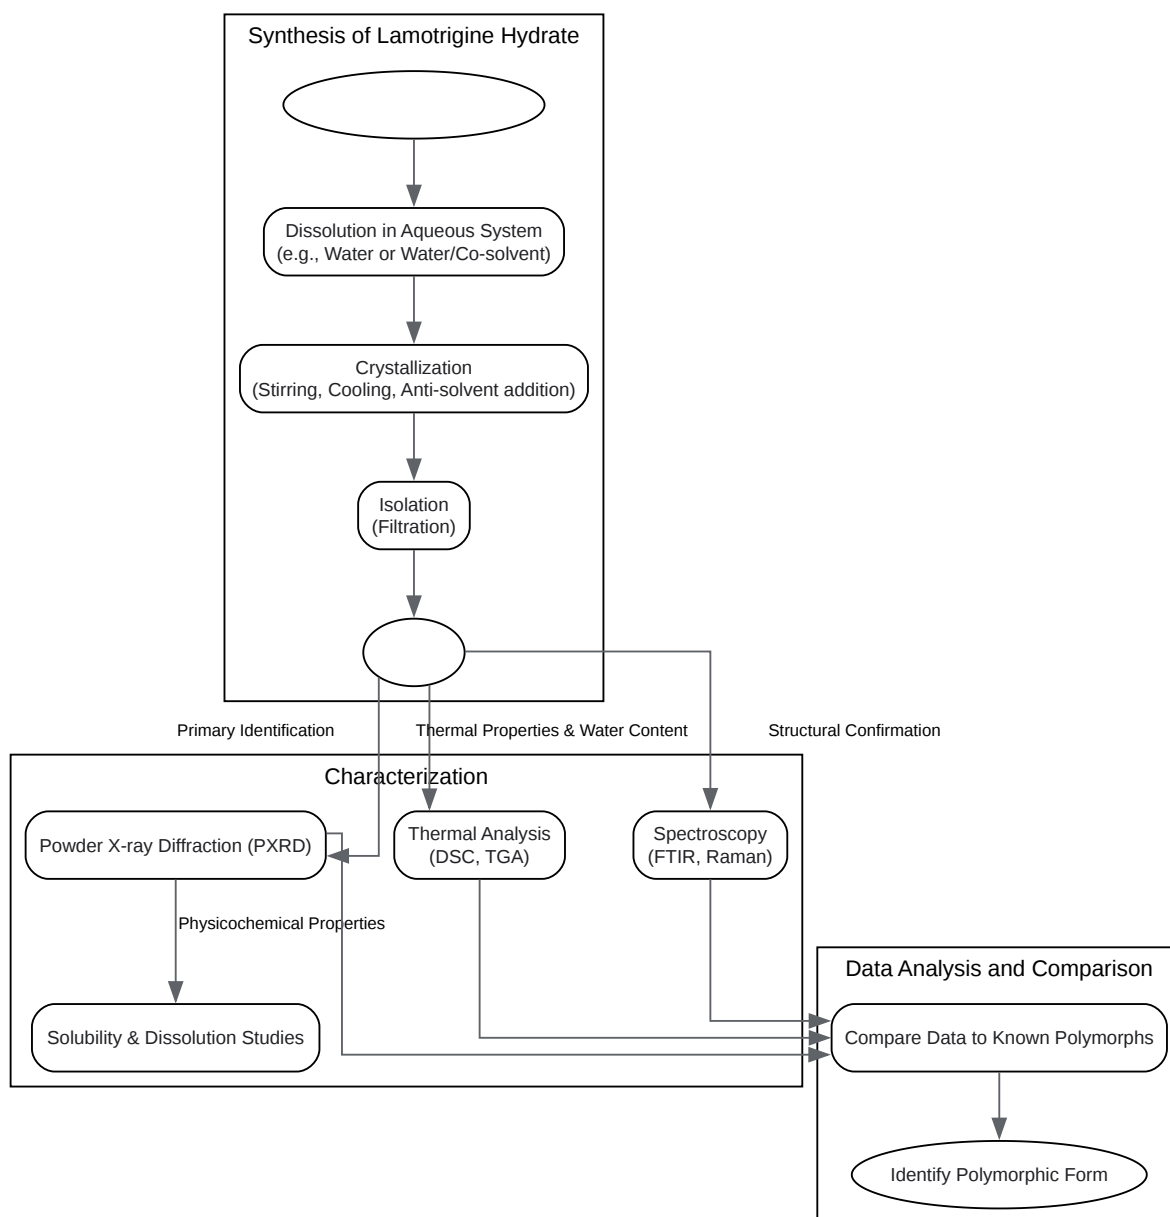 Synthesis of Lamotrigine Hydrate
Dissolution in Aqueous System
(e.g., Water or Water/Co-solvent)
Crystallization
(Stirring, Cooling, Anti-solvent addition)
Isolation
(Filtration)
Primary Identification
Thermal Properties & Water Content
Structural Confirmation
Characterization
Powder X-ray Diffraction (PXRD)
Thermal Analysis
(DSC, TGA)
Spectroscopy
(FTIR, Raman)
Physicochemical Properties
Solubility & Dissolution Studies
Data Analysis and Comparison
Compare Data to Known Polymorphs
Identify Polymorphic Form